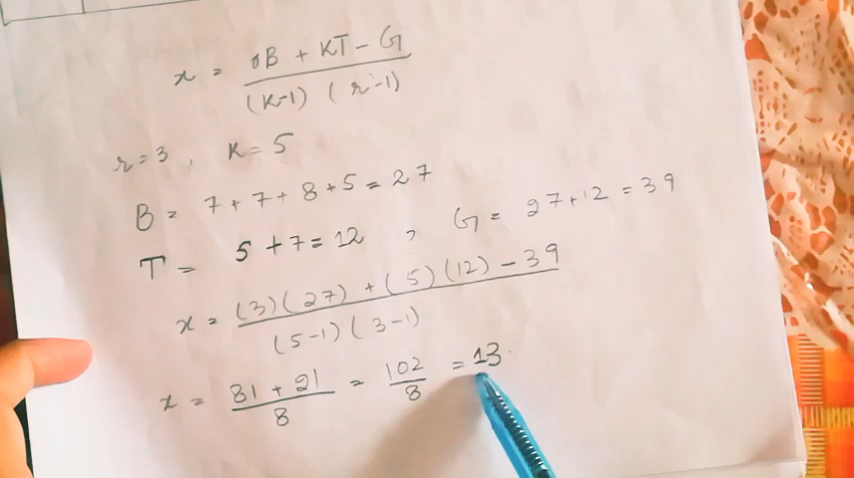 x = rB + KT - G / (K-1) (r-1)
r = 3, K = 5
B = 7 + 7 + 8 + 5 = 27
T = 5 + 7 = 12 , G = 27 + 12 = 39
x = (3)(27) + (5)(12) - 39 / (5-1)(3-1)
x = 81 + 21 / 8 = 102 / 8 = 13